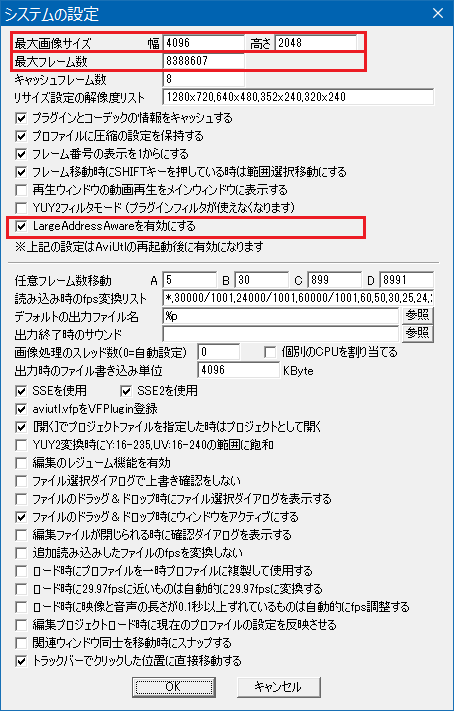 システムの設定
最大画像サイズ 幅 4096 高さ 2048
最大フレーム数 8388607
キャッシュフレーム数 8
リサイズ設定の解像度リスト 1280x720,640x480,352x240,320x240
プラグインとコーデックの情報をキャッシュする
プロファイルに圧縮の設定を保持する
フレーム番号の表示を1からにする
フレーム移動時にSHIFTキーを押している時は範囲選択移動にする
再生ウィンドウの動画再生をメインウィンドウに表示する
YUY2フィルタモード (プラグインフィルタが使えなくなります)
LargeAddressAwareを有効にする
※上記の設定はAviUtlの再起動後に有効になります
任意フレーム数移動 A 5 B 30 C 899 D 8991
読み込み時のfps変換リスト *,30000/1001,24000/1001,60000/1001,60,50,30,25,24,
デフォルトの出力ファイル名 %p 参照
出力終了時のサウンド 参照
画像処理のスレッド数(0=自動設定) 0 個別のCPUを割り当てる
出力時のファイル書き込み単位 4096 KByte
SSEを使用 SSE2を使用
aviutl.vfpをVFPlugin登録
[開く]でプロジェクトファイルを指定した時はプロジェクトとして開く
YUY2変換時にY:16-235,UV:16-240の範囲に飽和
編集のレジューム機能を有効
ファイル選択ダイアログで上書き確認をしない
ファイルのドラッグ＆ドロップ時にファイル選択ダイアログを表示する
ファイルのドラッグ＆ドロップ時にウィンドウをアクティブにする
編集ファイルが閉じられる時に確認ダイアログを表示する
追加読み込みしたファイルのfpsを変換しない
ロード時にプロファイルを一時プロファイルに複製して使用する
ロード時に29.97fpsに近いものは自動的に29.97fpsに変換する
ロード時に映像と音声の長さが0.1秒以上ずれているものは自動的にfps調整する
編集プロジェクトロード時に現在のプロファイルの設定を反映させる
関連ウィンドウ同士を移動時にスナップする
トラックバーでクリックした位置に直接移動する
OK キャンセル